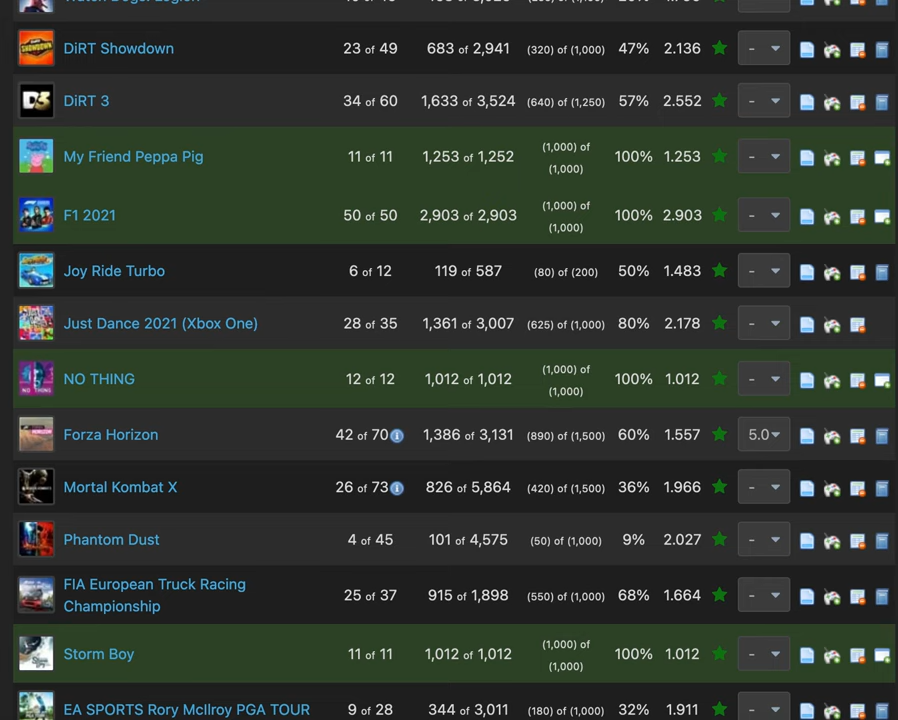 DiRT Showdown 23 of 49 683 of 2,941 (320) of (1,000) 47% 2.136 -
DiRT 3 34 of 60 1,633 of 3,524 (640) of (1,250) 57% 2.552 -
My Friend Peppa Pig 11 of 11 1,253 of 1,252 (1,000) of (1,000) 100% 1.253 -
F1 2021 50 of 50 2,903 of 2,903 (1,000) of (1,000) 100% 2.903 -
Joy Ride Turbo 6 of 12 119 of 587 (80) of (200) 50% 1.483 -
Just Dance 2021 (Xbox One) 28 of 35 1,361 of 3,007 (625) of (1,000) 80% 2.178 -
NO THING 12 of 12 1,012 of 1,012 (1,000) of (1,000) 100% 1.012 -
Forza Horizon 42 of 70 1,386 of 3,131 (890) of (1,500) 60% 1.557 5.0
Mortal Kombat X 26 of 73 826 of 5,864 (420) of (1,500) 36% 1.966 -
Phantom Dust 4 of 45 101 of 4,575 (50) of (1,000) 9% 2.027 -
FIA European Truck Racing
Championship 25 of 37 915 of 1,898 (550) of (1,000) 68% 1.664 -
Storm Boy 11 of 11 1,012 of 1,012 (1,000) of (1,000) 100% 1.012 -
EA SPORTS Rory McIlroy PGA TOUR 9 of 28 344 of 3,011 (180) of (1,000) 32% 1.911 -